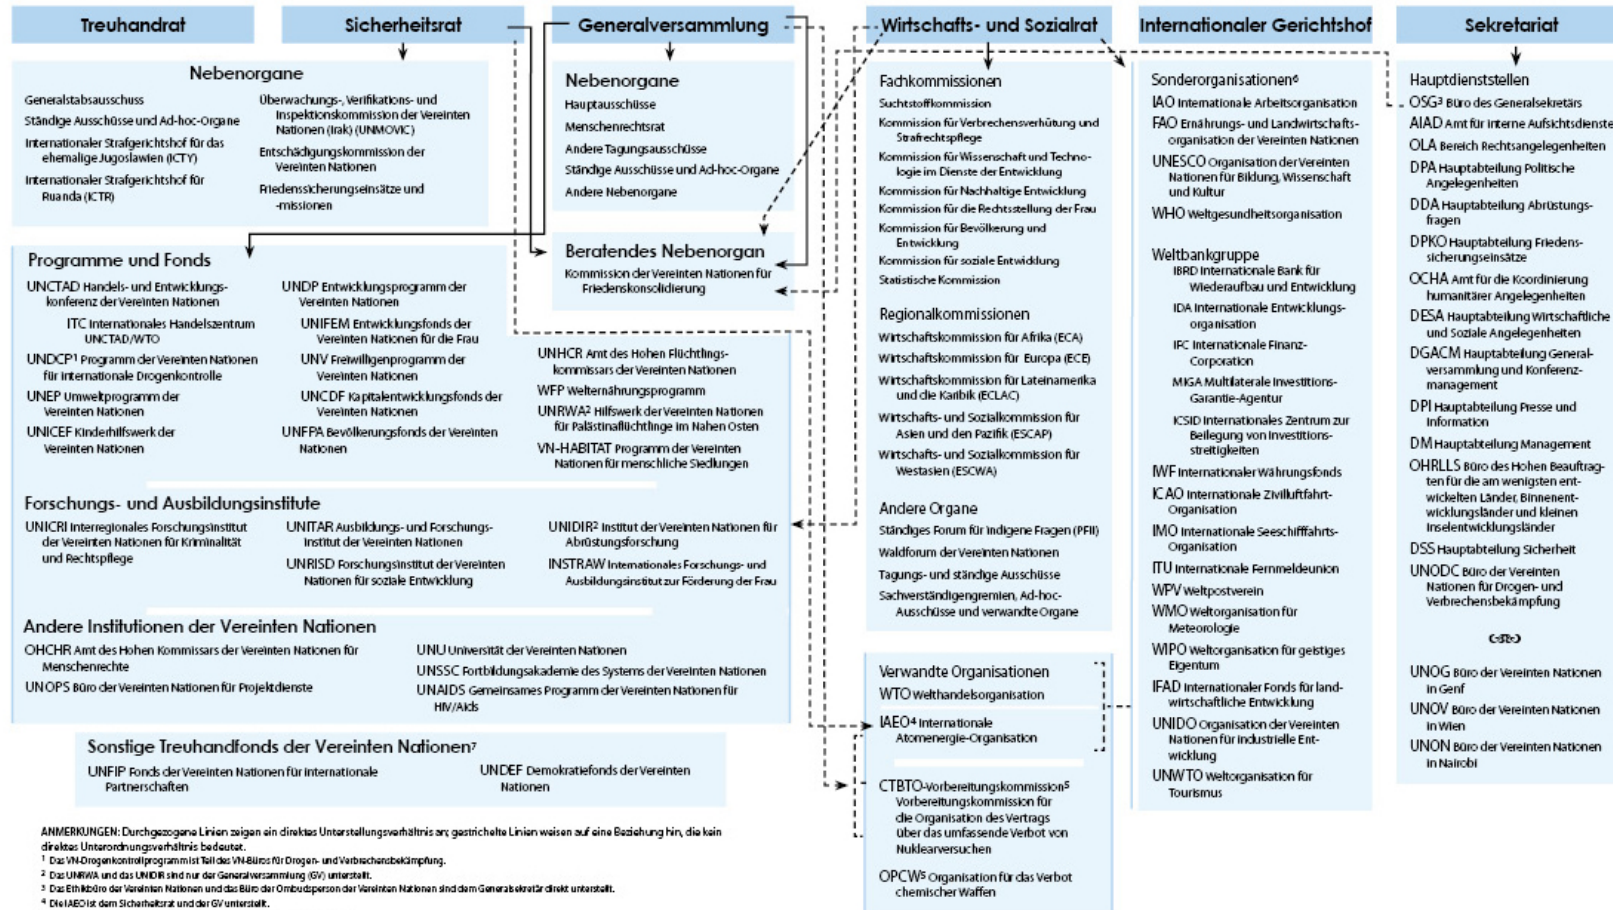 Treuhandrat
Sicherheitsrat
Generalversammlung
Wirtschafts- und Sozialrat
Internationaler Gerichtshof
Sekretariat
Nebenorgane
Generalstabsausschuss
Ständige Ausschüsse und Ad-hoc-Organe
Internationaler Strafgerichtshof für das
ehemalige Jugoslawien (ICTY)
Internationaler Strafgerichtshof für
Ruanda (ICTR)
Überwachungs-, Verifikations- und
Inspektionskommission der Vereinten
Nationen (Irak) (UNMOVIC)
Entschädigungskommission der
Vereinten Nationen
Friedenssicherungseinsätze und
-missionen
Nebenorgane
Hauptausschüsse
Menschenrechtsrat
Andere Tagungsausschüsse
Ständige Ausschüsse und Ad-hoc-Organe
Andere Nebenorgane
Beratendes Nebenorgan
Kommission der Vereinten Nationen für
Friedenskonsolidierung
Programme und Fonds
UNCTAD Handels- und Entwicklungs-
konferenz der Vereinten Nationen
ITC Internationales Handelszentrum
UNCTAD/WTO
UNDCP¹ Programm der Vereinten Nationen
für internationale Drogenkontrolle
UNEP Umweltprogramm der
Vereinten Nationen
UNICEF Kinderhilfswerk der
Vereinten Nationen
UNDP Entwicklungsprogramm der
Vereinten Nationen
UNIFEM Entwicklungsfonds der
Vereinten Nationen für die Frau
UNV Freiwilligenprogramm der
Vereinten Nationen
UNCDF Kapitalentwicklungsfonds der
Vereinten Nationen
UNFPA Bevölkerungsfonds der Vereinten
Nationen
UNHCR Amt des Hohen Flüchtlings-
kommissars der Vereinten Nationen
WFP Welternährungsprogramm
UNRWA² Hilfswerk der Vereinten Nationen
für Palästinaflüchtlinge im Nahen Osten
VN-HABITAT Programm der Vereinten
Nationen für menschliche Siedlungen
Forschungs- und Ausbildungsinstitute
UNICRI Interregionales Forschungsinstitut
der Vereinten Nationen für Kriminalität
und Rechtspflege
UNITAR Ausbildungs- und Forschungs-
institut der Vereinten Nationen
UNRISD Forschungsinstitut der Vereinten
Nationen für soziale Entwicklung
UNIDIR² Institut der Vereinten Nationen für
Abrüstungsforschung
INSTRAW Internationales Forschungs- und
Ausbildungsinstitut zur Förderung der Frau
Andere Institutionen der Vereinten Nationen
OHCHR Amt des Hohen Kommissars der Vereinten Nationen für
Menschenrechte
UNOPS Büro der Vereinten Nationen für Projektdienste
UNU Universität der Vereinten Nationen
UNSSC Fortbildungsakademie des Systems der Vereinten Nationen
UNAIDS Gemeinsames Programm der Vereinten Nationen für
HIV/Aids
Sonstige Treuhandfonds der Vereinten Nationen⁷
UNFIP Fonds der Vereinten Nationen für internationale
Partnerschaften
UNDEF Demokratiefonds der Vereinten
Nationen
Fachkommissionen
Suchtstoffkommission
Kommission für Verbrechensverhütung und
Strafrechtspflege
Kommission für Wissenschaft und Techno-
logie im Dienste der Entwicklung
Kommission für Nachhaltige Entwicklung
Kommission für die Rechtsstellung der Frau
Kommission für Bevölkerung und
Entwicklung
Kommission für soziale Entwicklung
Statistische Kommission
Regionalkommissionen
Wirtschaftskommission für Afrika (ECA)
Wirtschaftskommission für Europa (ECE)
Wirtschaftskommission für Lateinamerika
und die Karibik (ECLAC)
Wirtschafts- und Sozialkommission für
Asien und den Pazifik (ESCAP)
Wirtschafts- und Sozialkommission für
Westasien (ESCWA)
Andere Organe
Ständiges Forum für indigene Fragen (PFII)
Waldforum der Vereinten Nationen
Tagungs- und ständige Ausschüsse
Sachverständigengremien, Ad-hoc-
Ausschüsse und verwandte Organe
Verwandte Organisationen
WTO Welthandelsorganisation
IAEO⁴ Internationale
Atomenergie-Organisation
CTBTO-Vorbereitungskommission⁵
Vorbereitungskommission für
die Organisation des Vertrags
über das umfassende Verbot von
Nuklearversuchen
OPCW⁵ Organisation für das Verbot
chemischer Waffen
Sonderorganisationen⁶
IAO Internationale Arbeitsorganisation
FAO Ernährungs- und Landwirtschafts-
organisation der Vereinten Nationen
UNESCO Organisation der Vereinten
Nationen für Bildung, Wissenschaft
und Kultur
WHO Weltgesundheitsorganisation
Weltbankgruppe
IBRD Internationale Bank für
Wiederaufbau und Entwicklung
IDA Internationale Entwicklungs-
organisation
IFC Internationale Finanz-
Corporation
MIGA Multilaterale Investitions-
Garantie-Agentur
ICSID Internationales Zentrum zur
Beilegung von Investitions-
streitigkeiten
IWF Internationaler Währungsfonds
ICAO Internationale Zivilluftfahrt-
Organisation
IMO Internationale Seeschifffahrts-
Organisation
ITU Internationale Fernmeldeunion
WPV Weltpostverein
WMO Weltorganisation für
Meteorologie
WIPO Weltorganisation für geistiges
Eigentum
IFAD Internationaler Fonds für land-
wirtschaftliche Entwicklung
UNIDO Organisation der Vereinten
Nationen für industrielle Ent-
wicklung
UNWTO Weltorganisation für
Tourismus
Hauptdienststellen
OSG³ Büro des Generalsekretärs
AIAD Amt für interne Aufsichtsdienste
OLA Bereich Rechtsangelegenheiten
DPA Hauptabteilung Politische
Angelegenheiten
DDA Hauptabteilung Abrüstungs-
fragen
DPKO Hauptabteilung Friedens-
sicherungseinsätze
OCHA Amt für die Koordinierung
humanitärer Angelegenheiten
DESA Hauptabteilung Wirtschaftliche
und Soziale Angelegenheiten
DGACM Hauptabteilung General-
versammlung und Konferenz-
management
DPI Hauptabteilung Presse und
Information
DM Hauptabteilung Management
OHRLLS Büro des Hohen Beauftrag-
ten für die am wenigsten ent-
wickelten Länder, Binnenent-
wicklungsländer und kleinen
Inselentwicklungsländer
DSS Hauptabteilung Sicherheit
UNODC Büro der Vereinten
Nationen für Drogen- und
Verbrechensbekämpfung
UNOG Büro der Vereinten Nationen
in Genf
UNOV Büro der Vereinten Nationen
in Wien
UNON Büro der Vereinten Nationen
in Nairobi
ANMERKUNGEN: Durchgezogene Linien zeigen ein direktes Unterstellungsverhältnis an; gestrichelte Linien weisen auf eine Beziehung hin, die kein
direktes Unterordnungsverhältnis bedeutet.
¹ Das VN-Drogenkontrollprogramm ist Teil des VN-Büros für Drogen- und Verbrechensbekämpfung.
² Das UNRWA und das UNIDIR sind nur der Generalversammlung (GV) unterstellt.
³ Das Ethikbüro der Vereinten Nationen und das Büro der Ombudsperson der Vereinten Nationen sind dem Generalsekretär direkt unterstellt.
⁴ Die IAEO ist dem Sicherheitsrat und der GV unterstellt.